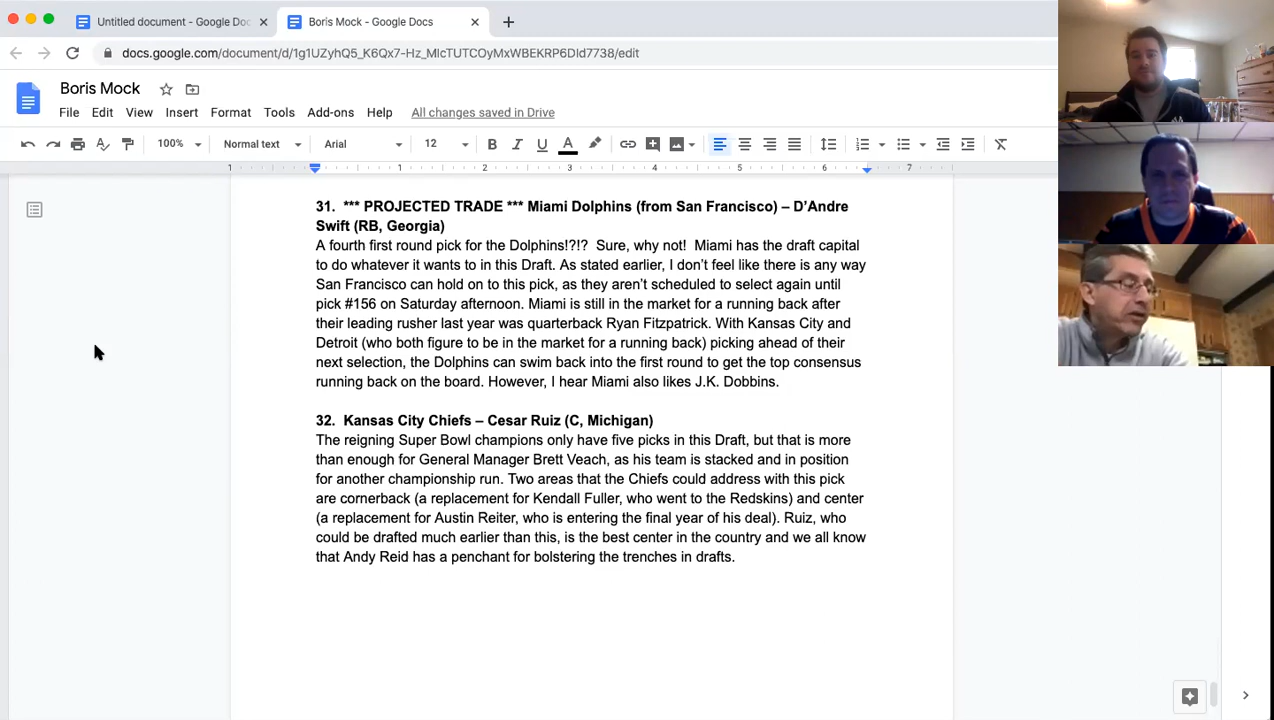 Untitled document - Google Doc
Boris Mock - Google Docs
docs.google.com/document/d/1g1UZyhQ5_K6Qx7-Hz_MlcTUTCOyMxWBEKRP6DId7738/edit
Boris Mock
File Edit View Insert Format Tools Add-ons Help All changes saved in Drive
100% Normal text Arial 12 B I U A
1 1 2 3 4 5 6 7
31. *** PROJECTED TRADE *** Miami Dolphins (from San Francisco) – D’Andre
Swift (RB, Georgia)
A fourth first round pick for the Dolphins!?!? Sure, why not! Miami has the draft capital
to do whatever it wants to in this Draft. As stated earlier, I don’t feel like there is any way
San Francisco can hold on to this pick, as they aren’t scheduled to select again until
pick #156 on Saturday afternoon. Miami is still in the market for a running back after
their leading rusher last year was quarterback Ryan Fitzpatrick. With Kansas City and
Detroit (who both figure to be in the market for a running back) picking ahead of their
next selection, the Dolphins can swim back into the first round to get the top consensus
running back on the board. However, I hear Miami also likes J.K. Dobbins.
32. Kansas City Chiefs – Cesar Ruiz (C, Michigan)
The reigning Super Bowl champions only have five picks in this Draft, but that is more
than enough for General Manager Brett Veach, as his team is stacked and in position
for another championship run. Two areas that the Chiefs could address with this pick
are cornerback (a replacement for Kendall Fuller, who went to the Redskins) and center
(a replacement for Austin Reiter, who is entering the final year of his deal). Ruiz, who
could be drafted much earlier than this, is the best center in the country and we all know
that Andy Reid has a penchant for bolstering the trenches in drafts.